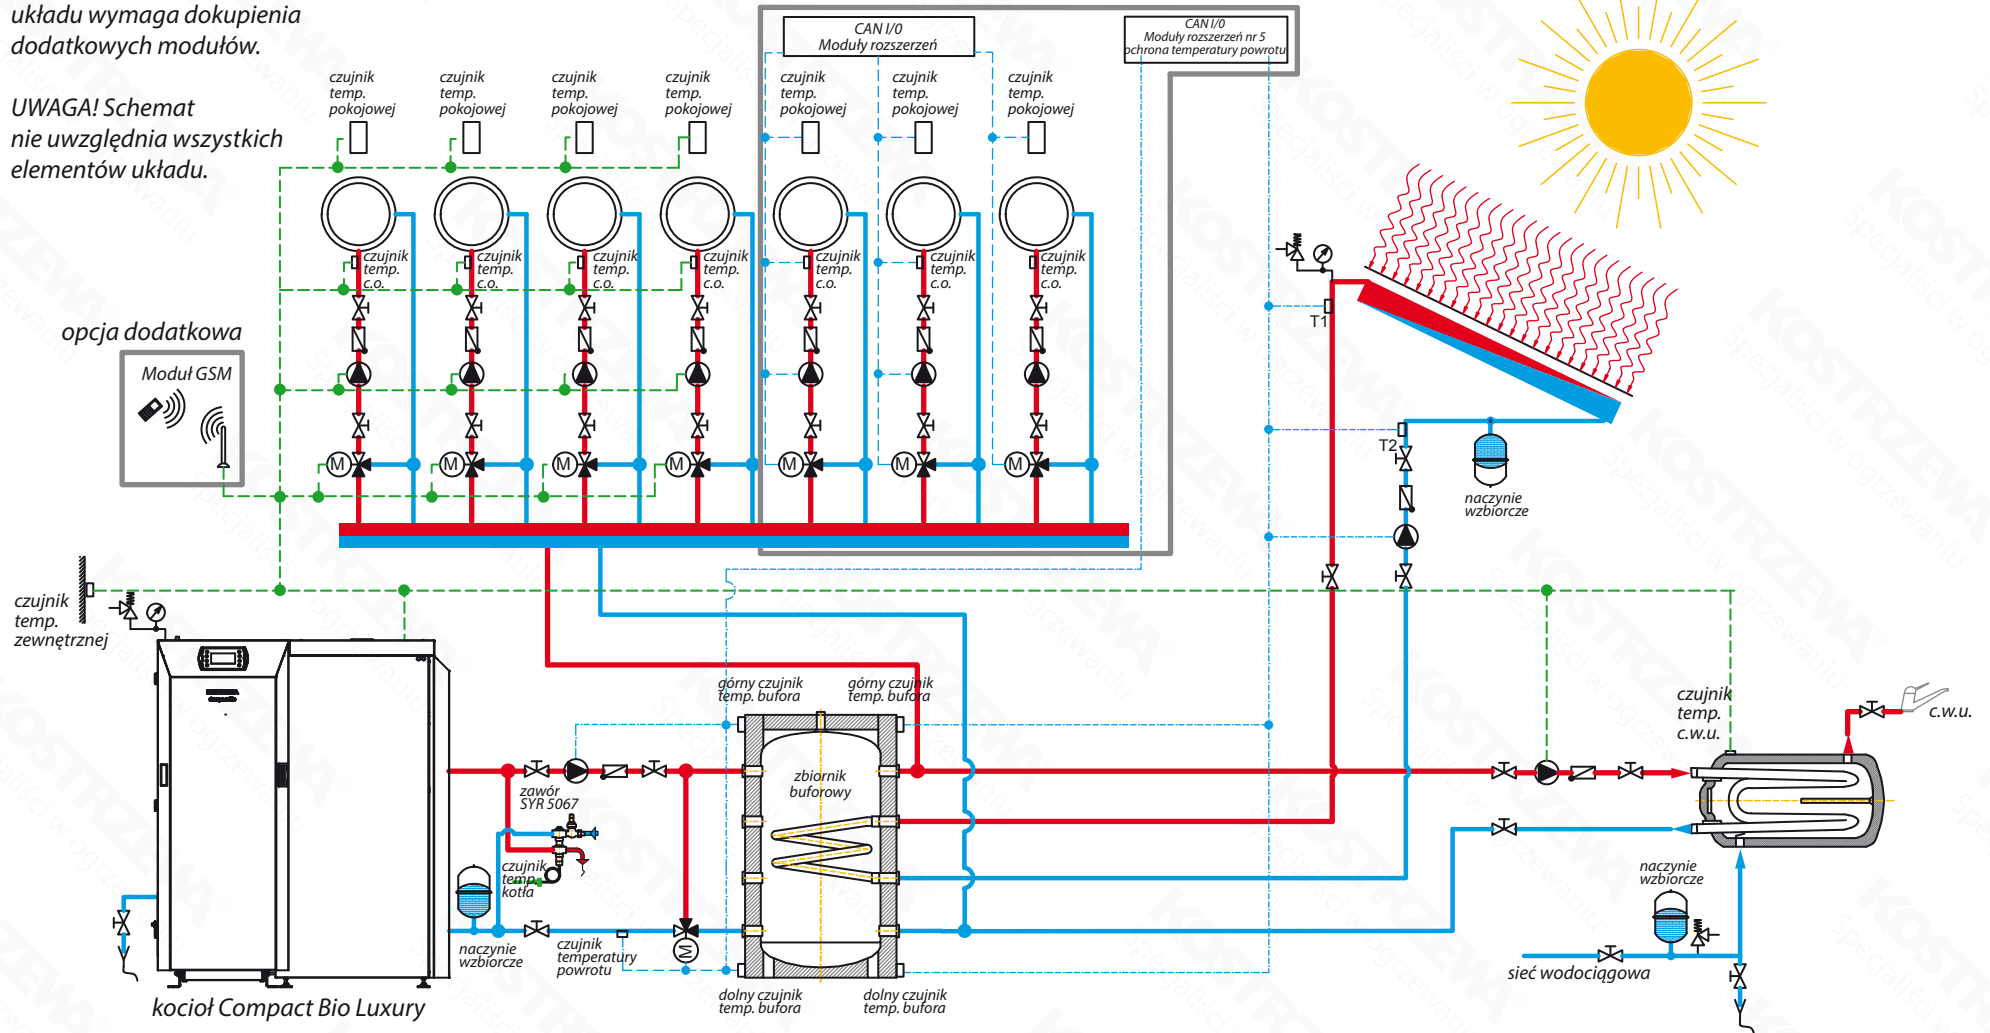 układu wymaga dokupienia
dodatkowych modułów.
UWAGA! Schemat
nie uwzględnia wszystkich
elementów układu.
CAN I/0
Moduły rozszerzeń
CAN I/0
Moduły rozszerzeń nr 5
ochrona temperatury powrotu
czujnik
temp.
pokojowej
czujnik
temp.
pokojowej
czujnik
temp.
pokojowej
czujnik
temp.
pokojowej
czujnik
temp.
pokojowej
czujnik
temp.
pokojowej
czujnik
temp.
pokojowej
czujnik
temp.
c.o.
czujnik
temp.
c.o.
czujnik
temp.
c.o.
czujnik
temp.
c.o.
czujnik
temp.
c.o.
czujnik
temp.
c.o.
czujnik
temp.
c.o.
opcja dodatkowa
Moduł GSM
M
M
M
M
M
M
M
T1
T2
naczynie
wzbiorcze
czujnik
temp.
zewnętrznej
górny czujnik
temp. bufora
górny czujnik
temp. bufora
zbiornik
buforowy
zawór
SYR 5067
czujnik
temp.
kotła
naczynie
wzbiorcze
czujnik
temperatury
powrotu
M
dolny czujnik
temp. bufora
dolny czujnik
temp. bufora
kocioł Compact Bio Luxury
czujnik
temp.
c.w.u.
c.w.u.
naczynie
wzbiorcze
sieć wodociągowa
KOSTRZEWA®
Specjaliści w ogrzewaniu